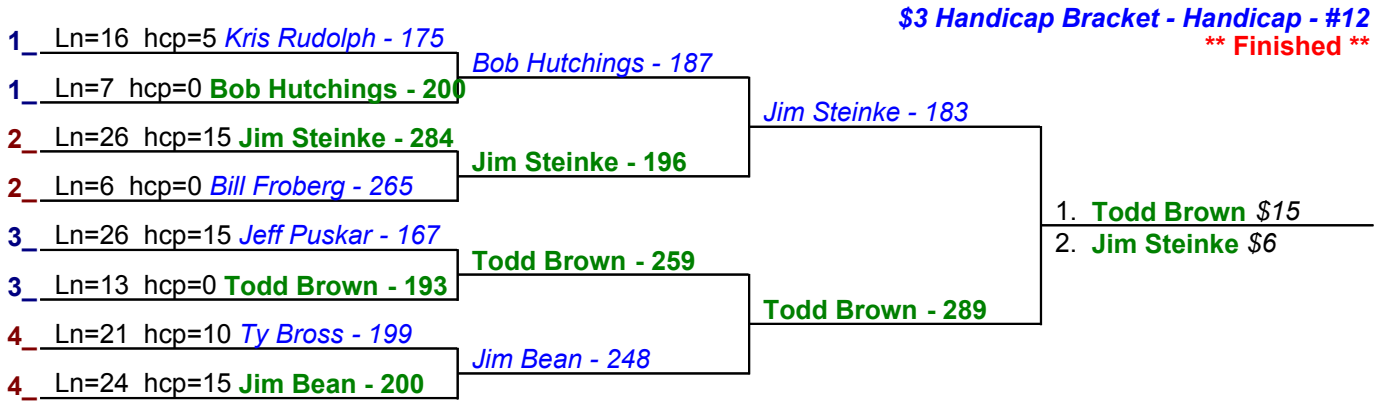 $3 Handicap Bracket - Handicap - #12
** Finished **
1_ Ln=16 hcp=5 Kris Rudolph - 175
1_ Ln=7 hcp=0 Bob Hutchings - 200
2_ Ln=26 hcp=15 Jim Steinke - 284
2_ Ln=6 hcp=0 Bill Froberg - 265
3_ Ln=26 hcp=15 Jeff Puskar - 167
3_ Ln=13 hcp=0 Todd Brown - 193
4_ Ln=21 hcp=10 Ty Bross - 199
4_ Ln=24 hcp=15 Jim Bean - 200
Bob Hutchings - 187
Jim Steinke - 196
Todd Brown - 259
Jim Bean - 248
Jim Steinke - 183
Todd Brown - 289
1. Todd Brown $15
2. Jim Steinke $6